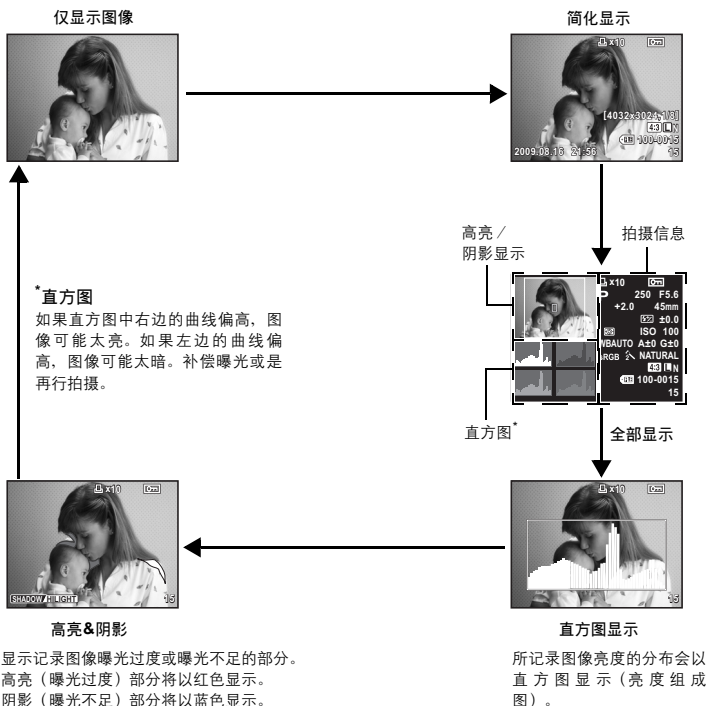 仅显示图像
简化显示
x10
[4032x3024,1/8]
4:3 L N
100-0015
2009.08.16 21:56
15
高亮／
阴影显示
拍摄信息
x10
P 250 F5.6
+2.0 45mm
±0.0
ISO 100
WBAUTO A±0 G±0
sRGB NATURAL
4:3 L N
100-0015
15
*直方图
如果直方图中右边的曲线偏高，图
像可能太亮。如果左边的曲线偏
高，图像可能太暗。补偿曝光或是
再行拍摄。
直方图*
全部显示
x10
SHADOW/HILIGHT
15
x10
15
高亮&阴影
直方图显示
显示记录图像曝光过度或曝光不足的部分。
高亮（曝光过度）部分将以红色显示。
阴影（曝光不足）部分将以蓝色显示。
所记录图像亮度的分布会以
直方图显示（亮度组成
图）。